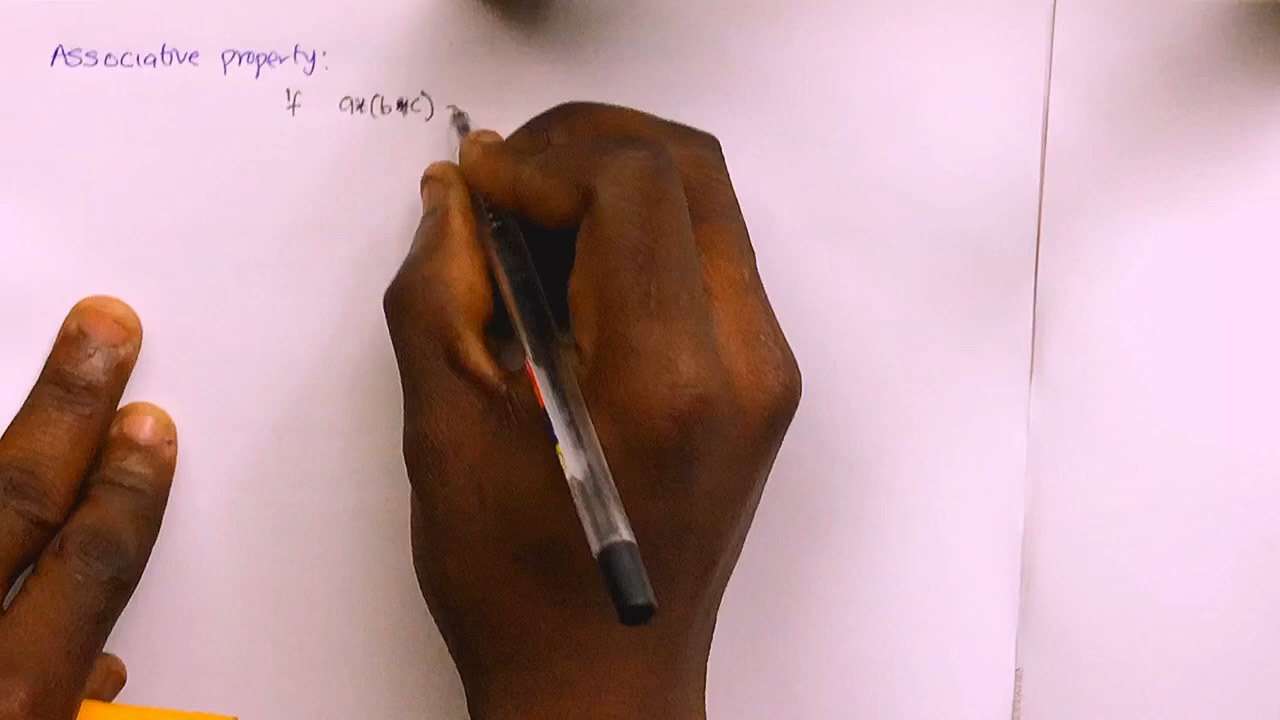 Associative property:
If a*(b*c) =